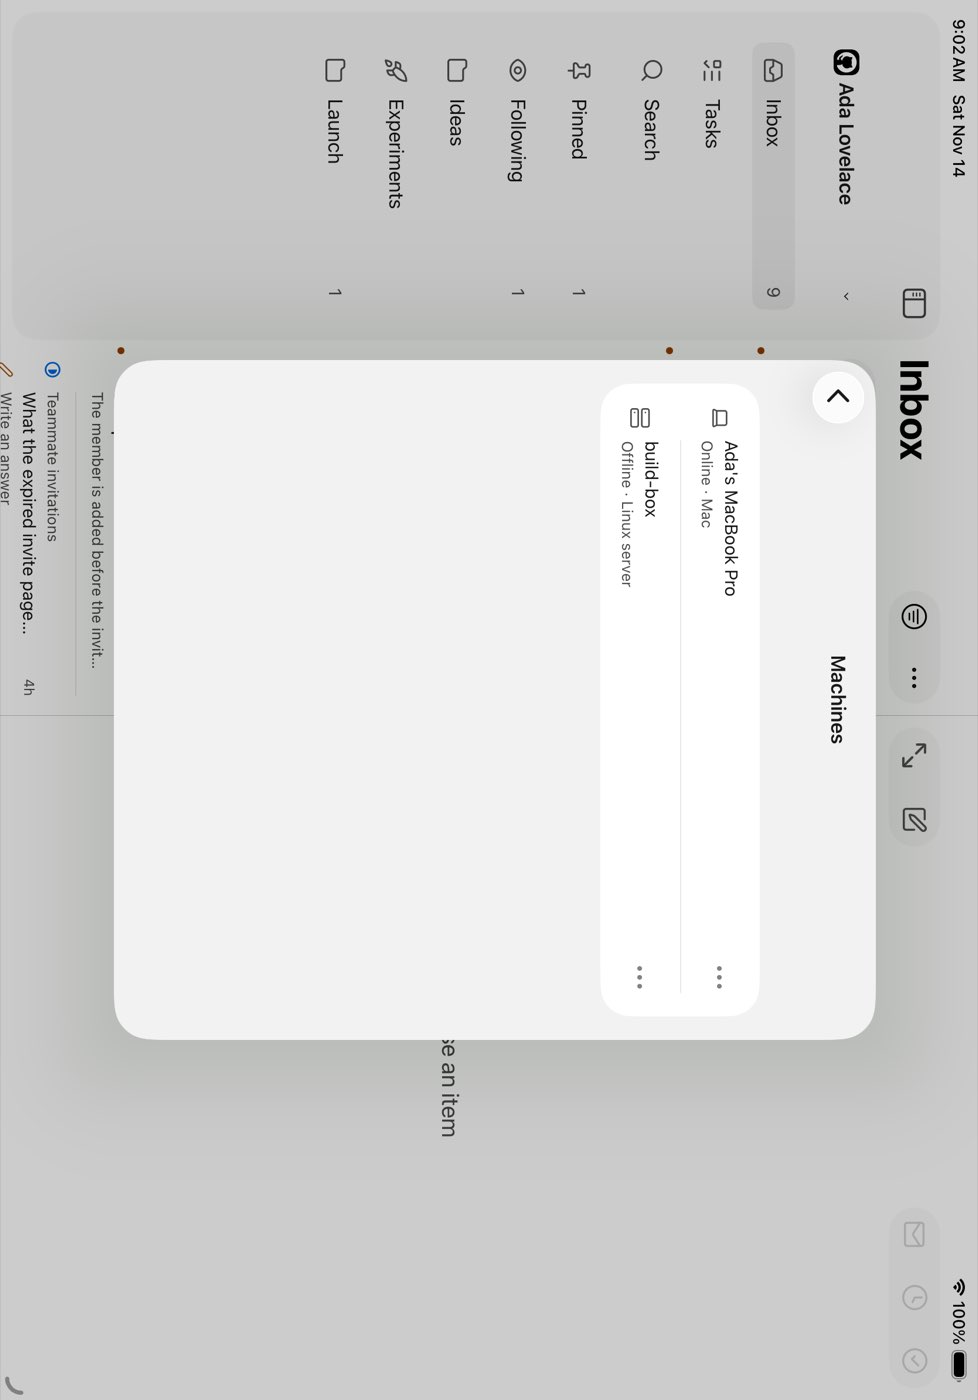 9:02 AM Sat Nov 14
100%
Inbox
Ada Lovelace
Inbox 9
Tasks
Search
Pinned 1
Following 1
Ideas
Experiments
Launch 1
Machines
Ada's MacBook Pro
Online · Mac
build-box
Offline · Linux server
an item
The member is added before the invit...
Teammate invitations
What the expired invite page... 4h
Write an answer